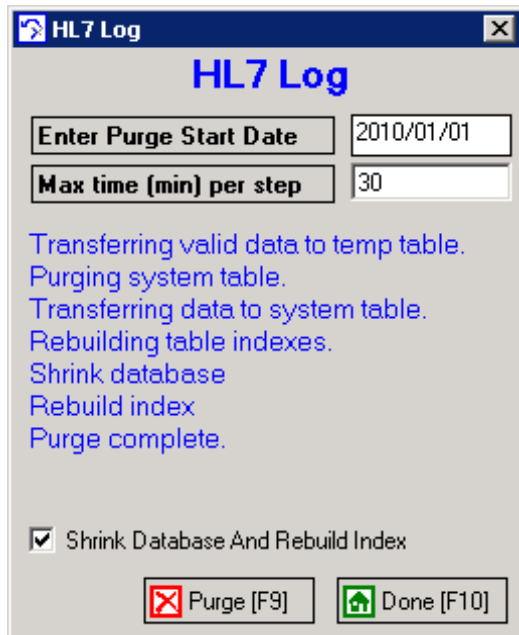 HL7 Log
HL7 Log
Enter Purge Start Date 2010/01/01
Max time (min) per step 30
Transferring valid data to temp table.
Purging system table.
Transferring data to system table.
Rebuilding table indexes.
Shrink database
Rebuild index
Purge complete.
Shrink Database And Rebuild Index
Purge [F9] Done [F10]